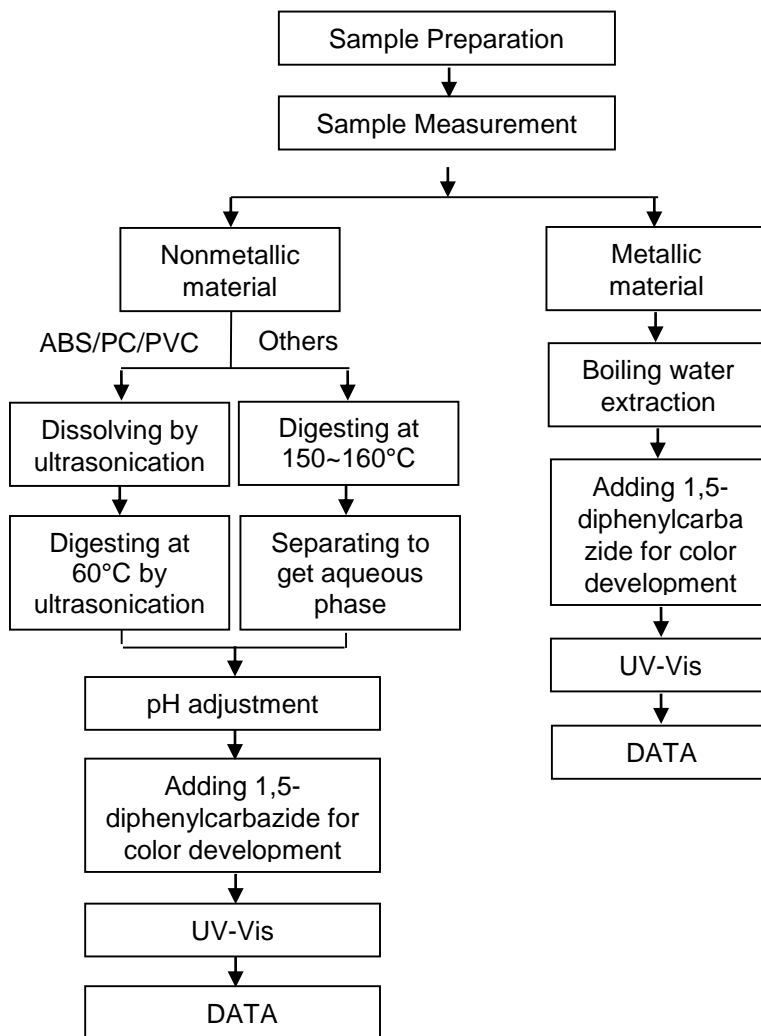 Sample Preparation
Sample Measurement
Nonmetallic
material
ABS/PC/PVC
Others
Dissolving by
ultrasonication
Digesting at
150~160°C
Digesting at
60°C by
ultrasonication
Separating to
get aqueous
phase
pH adjustment
Adding 1,5-
diphenylcarbazide for
color development
UV-Vis
DATA
Metallic
material
Boiling water
extraction
Adding 1,5-
diphenylcarba
zide for color
development
UV-Vis
DATA